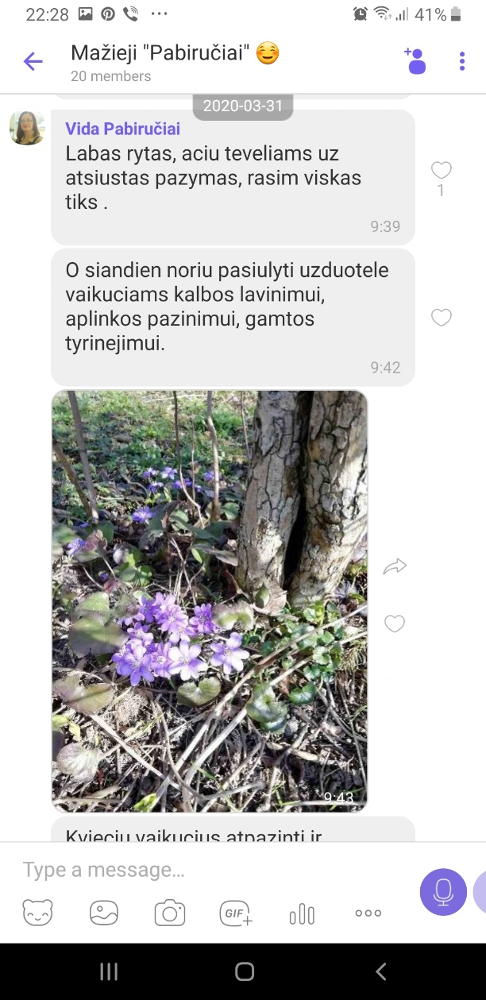 22:28 41%
Mažieji "Pabiručiai" 😊
20 members
2020-03-31
Vida Pabiručiai
Labas rytas, aciu teveliams uz
atsiustas pazymas, rasim viskas
tiks .
9:39
1
O siandien noriu pasiulyti uzduotele
vaikuciams kalbos lavinimui,
aplinkos pazinimui, gamtos
tyrinejimui.
9:42
9:43
Kvieciu vaikucius atpazinti ir
Type a message...
GIF